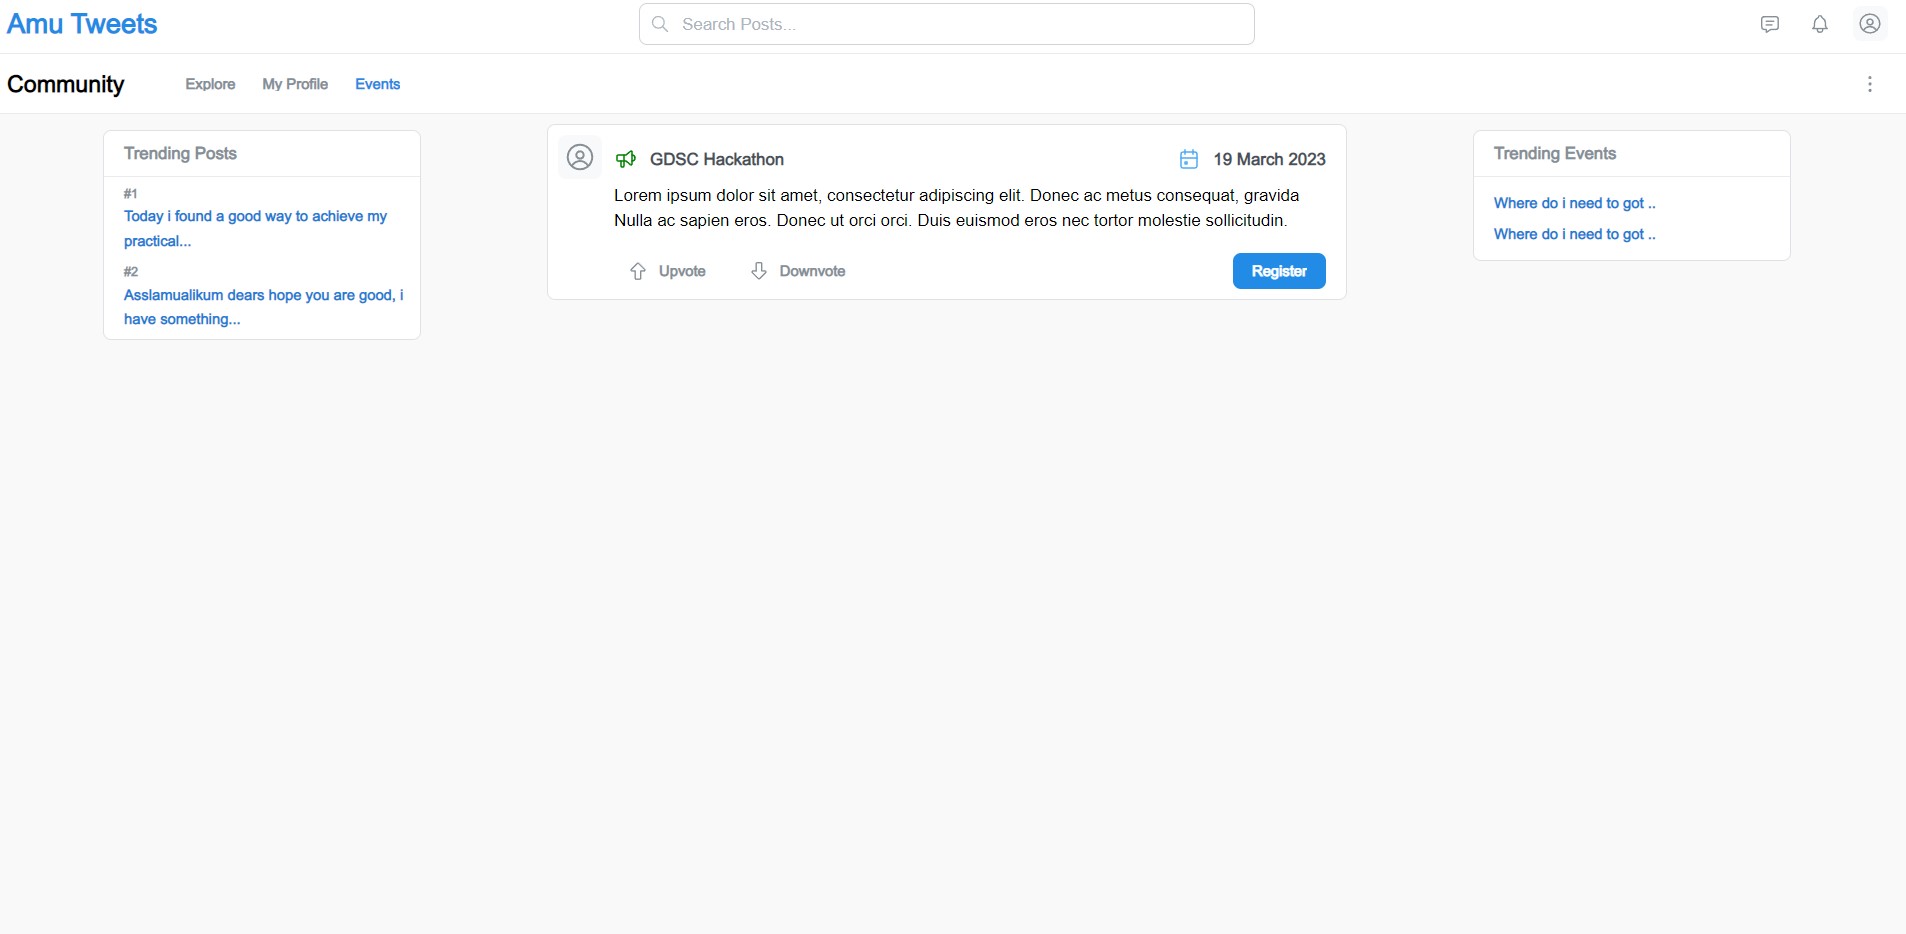 Amu Tweets
Search Posts...
Community
Explore
My Profile
Events
Trending Posts
#1
Today i found a good way to achieve my
practical...
#2
Asslamualikum dears hope you are good, i
have something...
GDSC Hackathon
19 March 2023
Lorem ipsum dolor sit amet, consectetur adipiscing elit. Donec ac metus consequat, gravida
Nulla ac sapien eros. Donec ut orci orci. Duis euismod eros nec tortor molestie sollicitudin.
Upvote
Downvote
Register
Trending Events
Where do i need to got ..
Where do i need to got ..